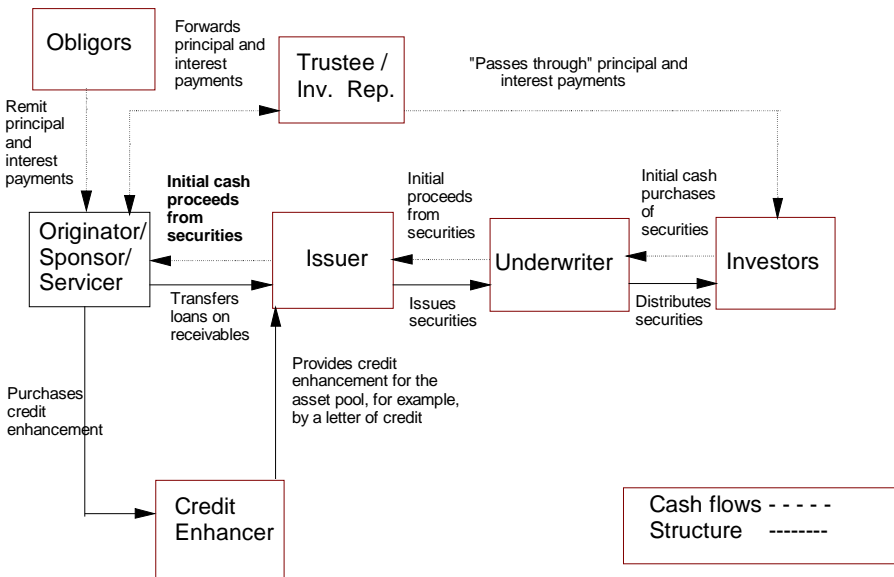 Obligors
Forwards
principal and
interest
payments
Trustee /
Inv. Rep.
"Passes through" principal and
interest payments
Remit
principal
and
interest
payments
Initial cash
proceeds
from
securities
Initial
proceeds
from
securities
Initial cash
purchases
of
securities
Originator/
Sponsor/
Servicer
Issuer
Underwriter
Investors
Transfers
loans on
receivables
Issues
securities
Distributes
securities
Provides credit
enhancement for the
asset pool, for example,
by a letter of credit
Purchases
credit
enhancement
Credit
Enhancer
Cash flows - - - - -
Structure --------